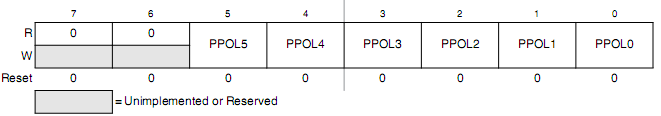 7 6 5 4 3 2 1 0
R 0 0 PPOL5 PPOL4 PPOL3 PPOL2 PPOL1 PPOL0
W
Reset 0 0 0 0 0 0 0 0
= Unimplemented or Reserved